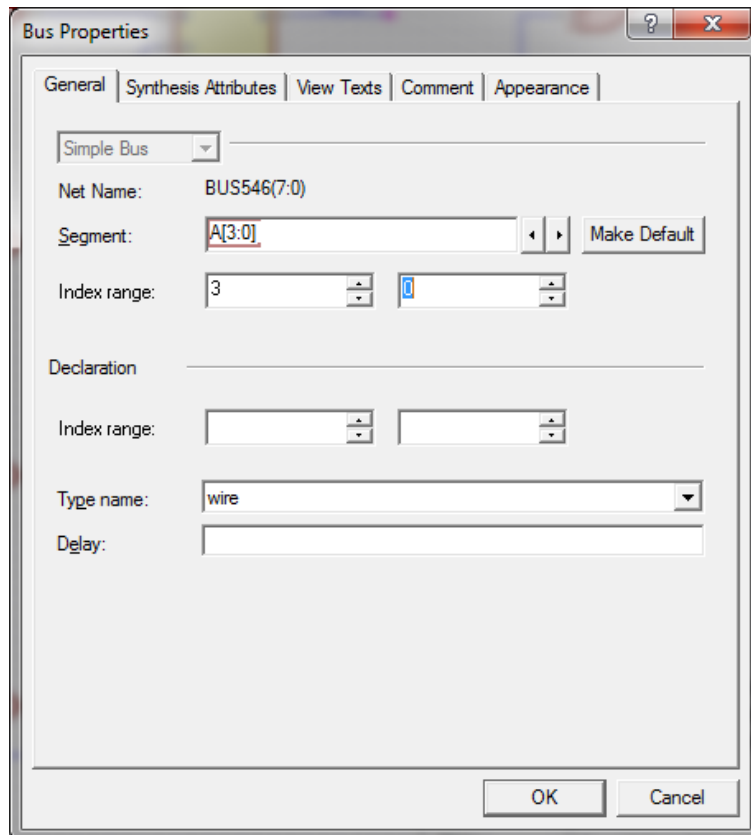 Bus Properties
General Synthesis Attributes View Texts Comment Appearance
Simple Bus
Net Name: BUS546(7:0)
Segment: A[3:0] Make Default
Index range: 3 0
Declaration
Index range:
Type name: wire
Delay:
OK Cancel